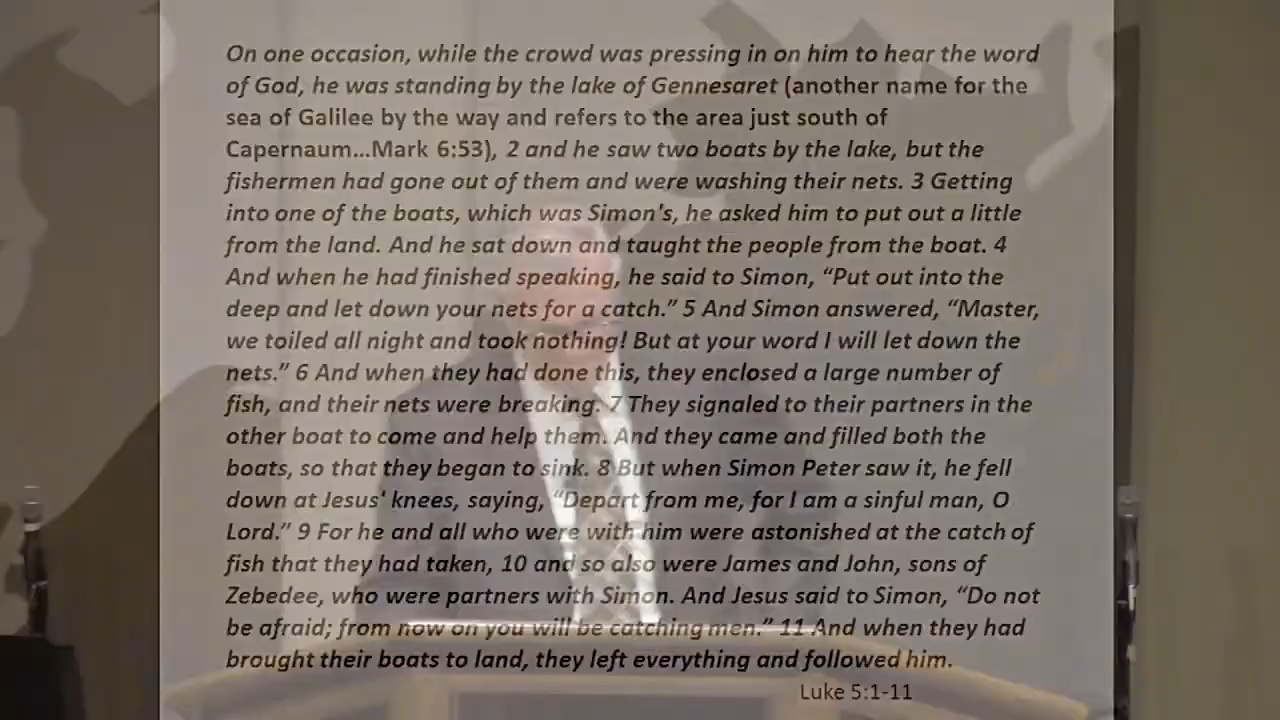 On one occasion, while the crowd was pressing in on him to hear the word
of God, he was standing by the lake of Gennesaret (another name for the
sea of Galilee by the way and refers to the area just south of
Capernaum...Mark 6:53), 2 and he saw two boats by the lake, but the
fishermen had gone out of them and were washing their nets. 3 Getting
into one of the boats, which was Simon's, he asked him to put out a little
from the land. And he sat down and taught the people from the boat. 4
And when he had finished speaking, he said to Simon, “Put out into the
deep and let down your nets for a catch.” 5 And Simon answered, “Master,
we toiled all night and took nothing! But at your word I will let down the
nets.” 6 And when they had done this, they enclosed a large number of
fish, and their nets were breaking. 7 They signaled to their partners in the
other boat to come and help them. And they came and filled both the
boats, so that they began to sink. 8 But when Simon Peter saw it, he fell
down at Jesus' knees, saying, “Depart from me, for I am a sinful man, O
Lord.” 9 For he and all who were with him were astonished at the catch of
fish that they had taken, 10 and so also were James and John, sons of
Zebedee, who were partners with Simon. And Jesus said to Simon, “Do not
be afraid; from now on you will be catching men.” 11 And when they had
brought their boats to land, they left everything and followed him.
Luke 5:1-11